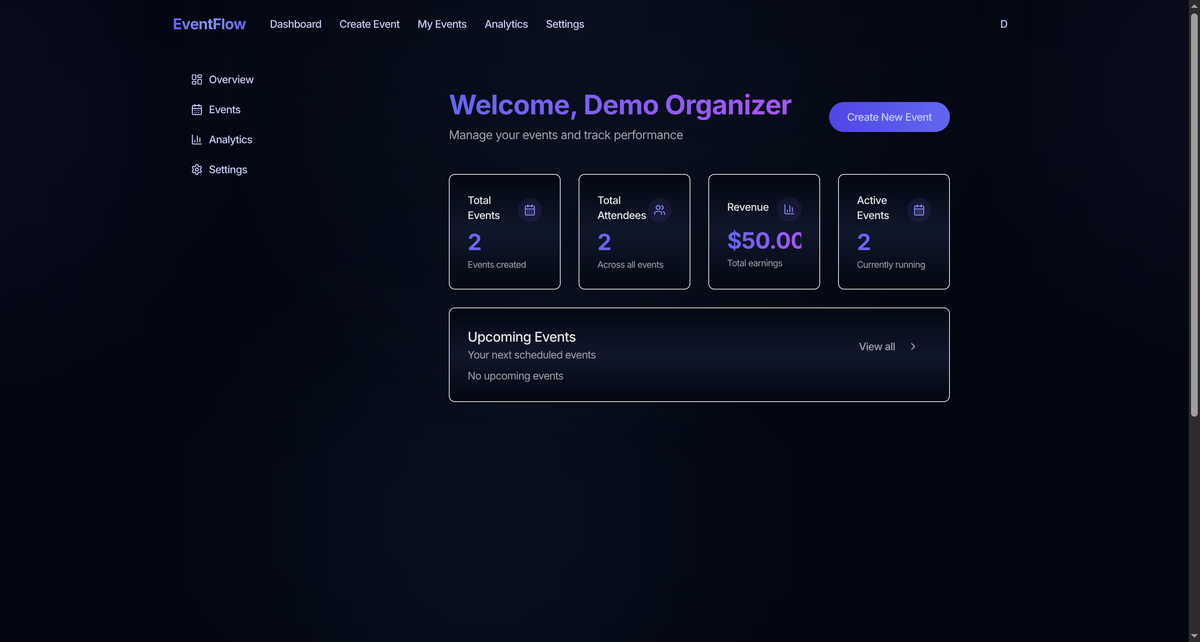 EventFlow Dashboard Create Event My Events Analytics Settings D
Overview
Events
Analytics
Settings
Welcome, Demo Organizer
Manage your events and track performance
Create New Event
Total
Events
2
Events created
Total
Attendees
2
Across all events
Revenue
$50.00
Total earnings
Active
Events
2
Currently running
Upcoming Events
Your next scheduled events
No upcoming events
View all